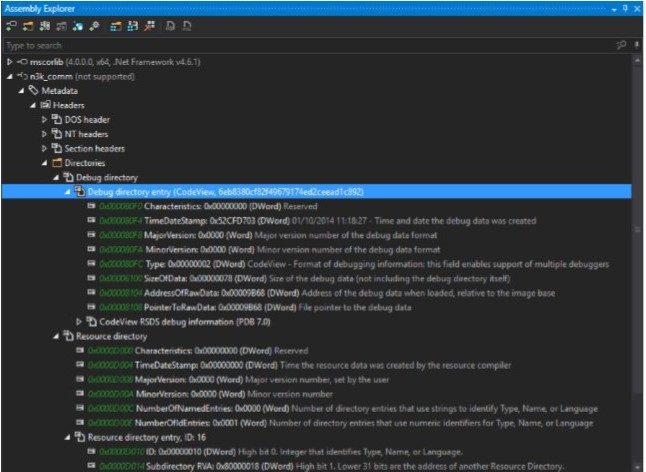 Assembly Explorer
Type to search
mscorlib (4.0.0.0, x64, .Net Framework v4.6.1)
n3k_comm (not supported)
Metadata
Headers
DOS header
NT headers
Section headers
Directories
Debug directory
Debug directory entry (CodeView, 6eb8380cf82f49679174ed2ceead1c892)
0x000080F0 Characteristics: 0x00000000 (DWord) Reserved
0x000080F4 TimeDateStamp: 0x52CFD703 (DWord) 01/10/2014 11:18:27 - Time and date the debug data was created
0x000080F8 MajorVersion: 0x0000 (Word) Major version number of the debug data format
0x000080FA MinorVersion: 0x0000 (Word) Minor version number of the debug data format
0x000080FC Type: 0x00000002 (DWord) CodeView - Format of debugging information: this field enables support of multiple debuggers
0x00008100 SizeOfData: 0x00000078 (DWord) Size of the debug data (not including the debug directory itself)
0x00008104 AddressOfRawData: 0x00009B68 (DWord) Address of the debug data when loaded, relative to the image base
0x00008108 PointerToRawData: 0x00009B68 (DWord) File pointer to the debug data
CodeView RSDS debug information (PDB 7.0)
Resource directory
0x0000D000 Characteristics: 0x00000000 (DWord) Reserved
0x0000D004 TimeDateStamp: 0x00000000 (DWord) Time the resource data was created by the resource compiler
0x0000D008 MajorVersion: 0x0000 (Word) Major version number, set by the user
0x0000D00A MinorVersion: 0x0000 (Word) Minor version number
0x0000D00C NumberOfNamedEntries: 0x0000 (Word) Number of directory entries that use strings to identify Type, Name, or Language
0x0000D00E NumberOfIdEntries: 0x0001 (Word) Number of directory entries that use numeric identifiers for Type, Name, or Language
Resource directory entry, ID: 16
0x0000D010 ID: 0x00000010 (DWord) High bit 0. Integer that identifies Type, Name, or Language.
0x0000D014 Subdirectory RVA: 0x80000018 (DWord) High bit 1. Lower 31 bits are the address of another Resource Directory.